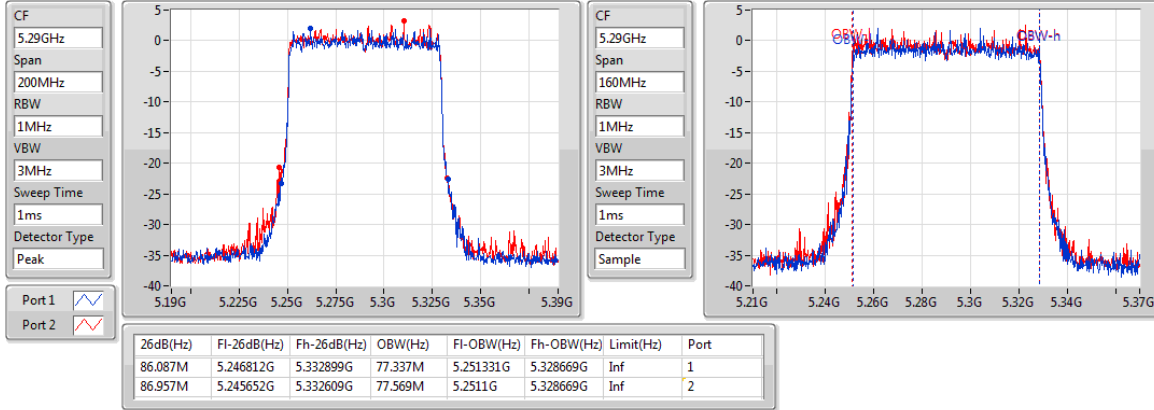 CF
5.29GHz
Span
200MHz
RBW
1MHz
VBW
3MHz
Sweep Time
1ms
Detector Type
Peak
Port 1
Port 2
5
0
-5
-10
-15
-20
-25
-30
-35
-40
5.19G 5.225G 5.25G 5.275G 5.3G 5.325G 5.35G 5.39G
CF
5.29GHz
Span
160MHz
RBW
1MHz
VBW
3MHz
Sweep Time
1ms
Detector Type
Sample
5
0
-5
-10
-15
-20
-25
-30
-35
-40
OBW-h
5.21G 5.24G 5.26G 5.28G 5.3G 5.32G 5.34G 5.37G
26dB(Hz) Fl-26dB(Hz) Fh-26dB(Hz) OBW(Hz) Fl-OBW(Hz) Fh-OBW(Hz) Limit(Hz) Port
86.087M 5.246812G 5.332899G 77.337M 5.251331G 5.328669G Inf 1
86.957M 5.245652G 5.332609G 77.569M 5.2511G 5.328669G Inf 2